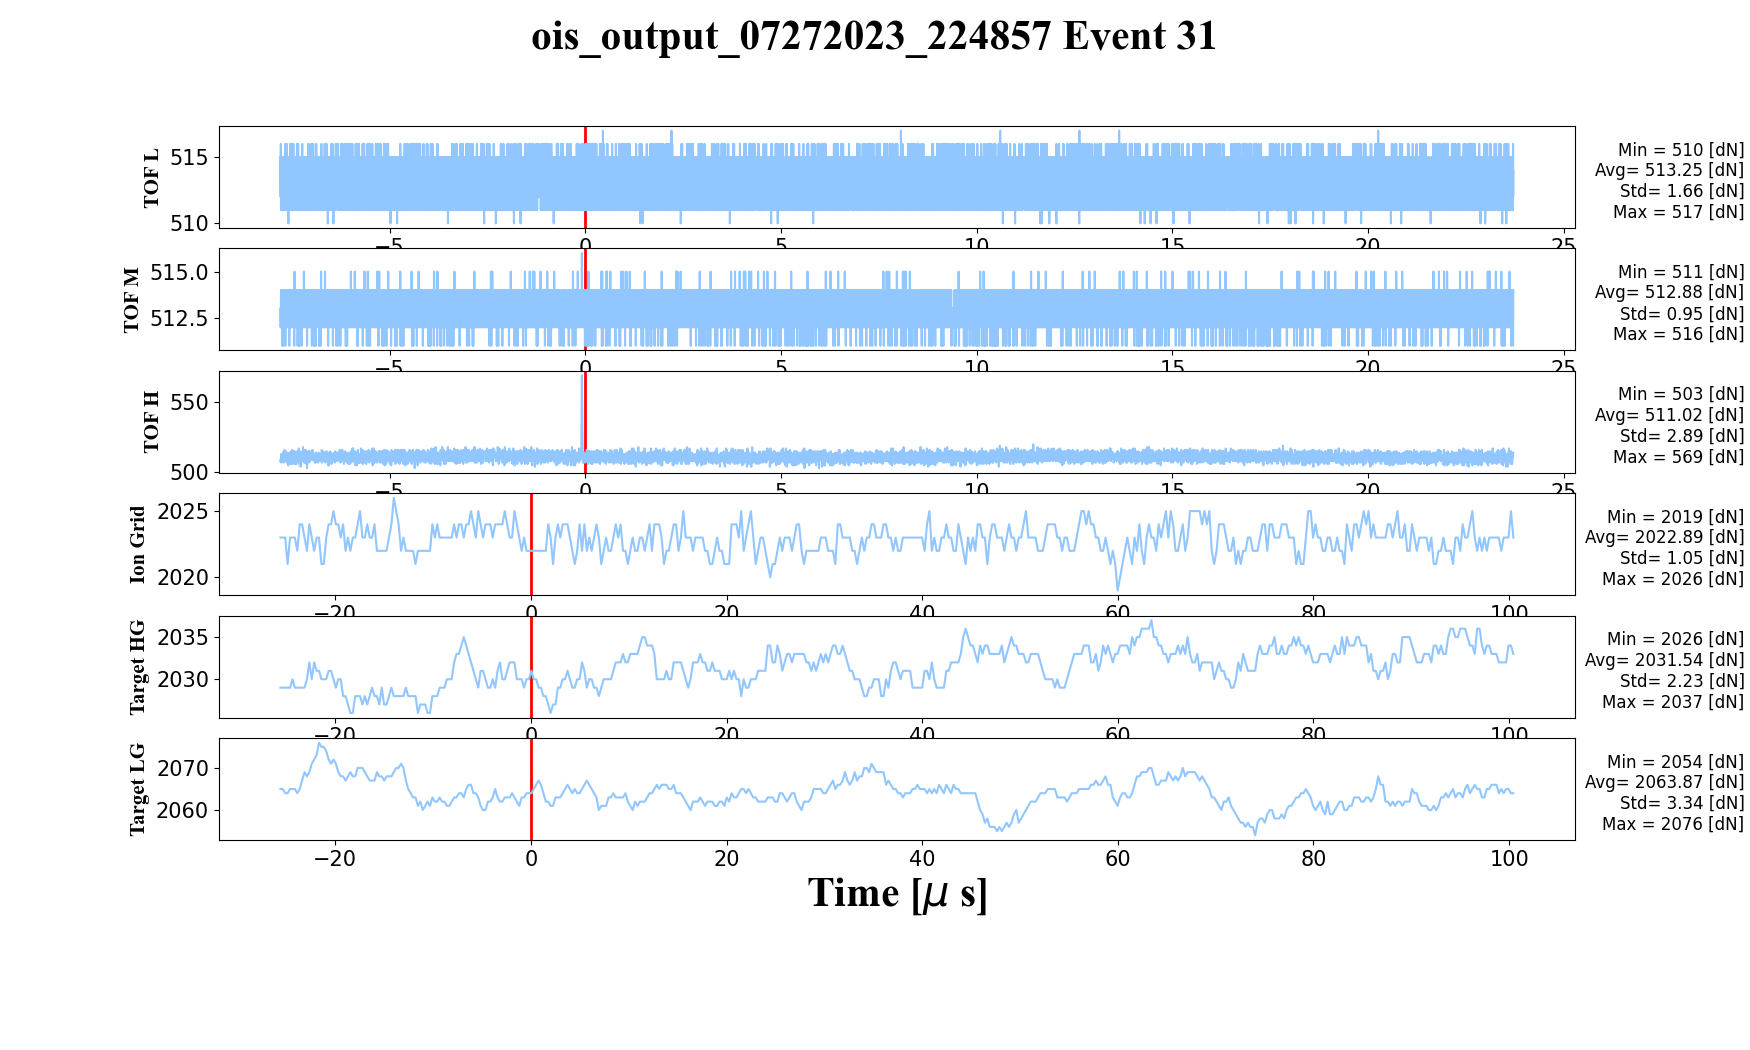 ois_output_07272023_224857 Event 31
TOF L
515
510
−5
0
5
10
15
20
25
Min = 510 [dN]
Avg= 513.25 [dN]
Std= 1.66 [dN]
Max = 517 [dN]
TOF M
515.0
512.5
−5
0
5
10
15
20
25
Min = 511 [dN]
Avg= 512.88 [dN]
Std= 0.95 [dN]
Max = 516 [dN]
TOF H
550
500
−5
0
5
10
15
20
25
Min = 503 [dN]
Avg= 511.02 [dN]
Std= 2.89 [dN]
Max = 569 [dN]
Ion Grid
2025
2020
−20
0
20
40
60
80
100
Min = 2019 [dN]
Avg= 2022.89 [dN]
Std= 1.05 [dN]
Max = 2026 [dN]
Target HG
2035
2030
−20
0
20
40
60
80
100
Min = 2026 [dN]
Avg= 2031.54 [dN]
Std= 2.23 [dN]
Max = 2037 [dN]
Target LG
2070
2060
−20
0
20
40
60
80
100
Min = 2054 [dN]
Avg= 2063.87 [dN]
Std= 3.34 [dN]
Max = 2076 [dN]
Time [μ s]